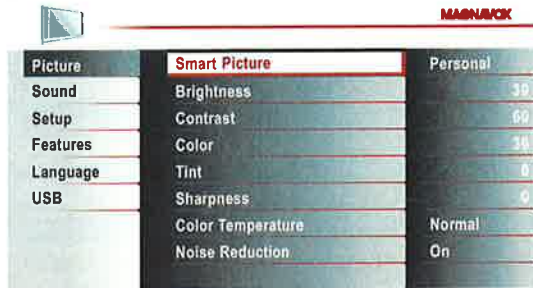 MAGNAVOX
Picture
Smart Picture
Personal
Sound
Brightness
Setup
Contrast
Features
Color
Language
Tint
USB
Sharpness
Color Temperature
Normal
Noise Reduction
On